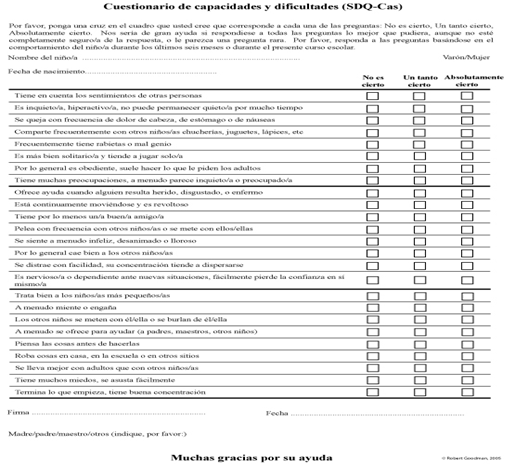 Cuestionario de capacidades y dificultades (SDQ-Cas)
Por favor, ponga una cruz en el cuadro que usted cree que corresponde a cada una de las preguntas: No es cierto, Un tanto cierto,
Absolutamente cierto. Nos sería de gran ayuda si respondiese a todas las preguntas lo mejor que pudiera, aunque no esté
completamente seguro/a de la respuesta, o le parezca una pregunta rara. Por favor, responda a las preguntas basándose en el
comportamiento del niño/a durante los últimos seis meses o durante el presente curso escolar.
Nombre del niño/a ........................................................ Varón/Mujer
Fecha de nacimiento........................................
No es cierto
Un tanto cierto
Absolutamente cierto
Tiene en cuenta los sentimientos de otras personas
Es inquieto/a, hiperactivo/a, no puede permanecer quieto/a por mucho tiempo
Se queja con frecuencia de dolor de cabeza, de estómago o de náuseas
Comparte frecuentemente con otros niños/as chucherías, juguetes, lápices, etc
Frecuentemente tiene rabietas o mal genio
Es más bien solitario/a y tiende a jugar solo/a
Por lo general es obediente, suele hacer lo que le piden los adultos
Tiene muchas preocupaciones, a menudo parece inquieto/a o preocupado/a
Ofrece ayuda cuando alguien resulta herido, disgustado, o enfermo
Está continuamente moviéndose y es revoltoso
Tiene por lo menos un/a buen/a amigo/a
Pelea con frecuencia con otros niños/as o se mete con ellos/ellas
Se siente a menudo infeliz, desanimado o lloroso
Por lo general cae bien a los otros niños/as
Se distrae con facilidad, su concentración tiende a dispersarse
Es nervioso/a o dependiente ante nuevas situaciones, fácilmente pierde la confianza en sí
mismo/a
Trata bien a los niños/as más pequeños/as
A menudo miente o engaña
Los otros niños se meten con él/ella o se burlan de él/ella
A menudo se ofrece para ayudar (a padres, maestros, otros niños)
Piensa las cosas antes de hacerlas
Roba cosas en casa, en la escuela o en otros sitios
Se lleva mejor con adultos que con otros niños/as
Tiene muchos miedos, se asusta fácilmente
Termina lo que empieza, tiene buena concentración
Firma ........................................................ Fecha ........................................................
Madre/padre/maestro/otros (indique, por favor:)
Muchas gracias por su ayuda
© Robert Goodman, 2005